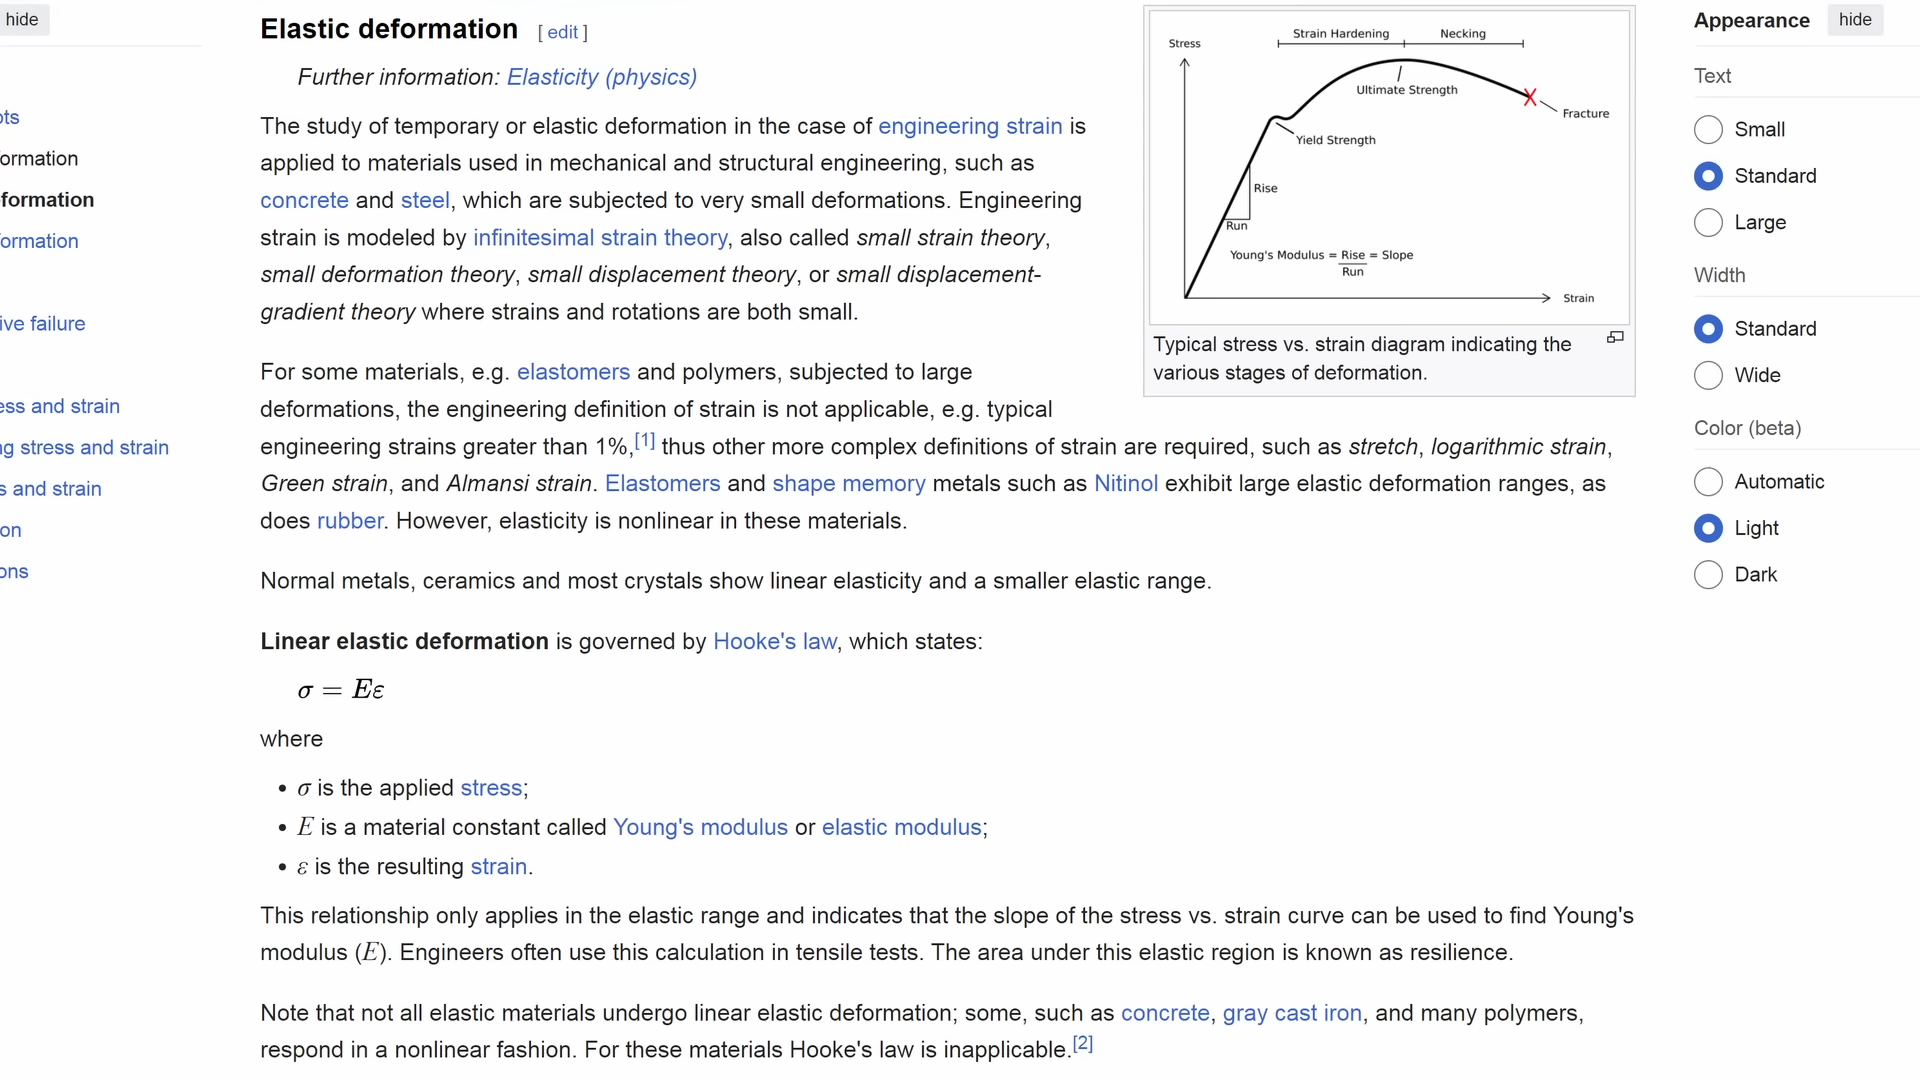 hide
ots
ormation
formation
ormation
ive failure
ess and strain
ng stress and strain
s and strain
on
ons
Elastic deformation [ edit ]
Further information: Elasticity (physics)
The study of temporary or elastic deformation in the case of engineering strain is
applied to materials used in mechanical and structural engineering, such as
concrete and steel, which are subjected to very small deformations. Engineering
strain is modeled by infinitesimal strain theory, also called small strain theory,
small deformation theory, small displacement theory, or small displacement-
gradient theory where strains and rotations are both small.
For some materials, e.g. elastomers and polymers, subjected to large
deformations, the engineering definition of strain is not applicable, e.g. typical
engineering strains greater than 1%,[1] thus other more complex definitions of strain are required, such as stretch, logarithmic strain,
Green strain, and Almansi strain. Elastomers and shape memory metals such as Nitinol exhibit large elastic deformation ranges, as
does rubber. However, elasticity is nonlinear in these materials.
Normal metals, ceramics and most crystals show linear elasticity and a smaller elastic range.
Linear elastic deformation is governed by Hooke's law, which states:
σ = Eε
where
• σ is the applied stress;
• E is a material constant called Young's modulus or elastic modulus;
• ε is the resulting strain.
This relationship only applies in the elastic range and indicates that the slope of the stress vs. strain curve can be used to find Young's
modulus (E). Engineers often use this calculation in tensile tests. The area under this elastic region is known as resilience.
Note that not all elastic materials undergo linear elastic deformation; some, such as concrete, gray cast iron, and many polymers,
respond in a nonlinear fashion. For these materials Hooke's law is inapplicable.[2]
Strain Hardening Necking
Stress
Ultimate Strength
Fracture
Yield Strength
Rise
Run
Young's Modulus = Rise = Slope
Run
Strain
Typical stress vs. strain diagram indicating the
various stages of deformation.
Appearance hide
Text
Small
Standard
Large
Width
Standard
Wide
Color (beta)
Automatic
Light
Dark